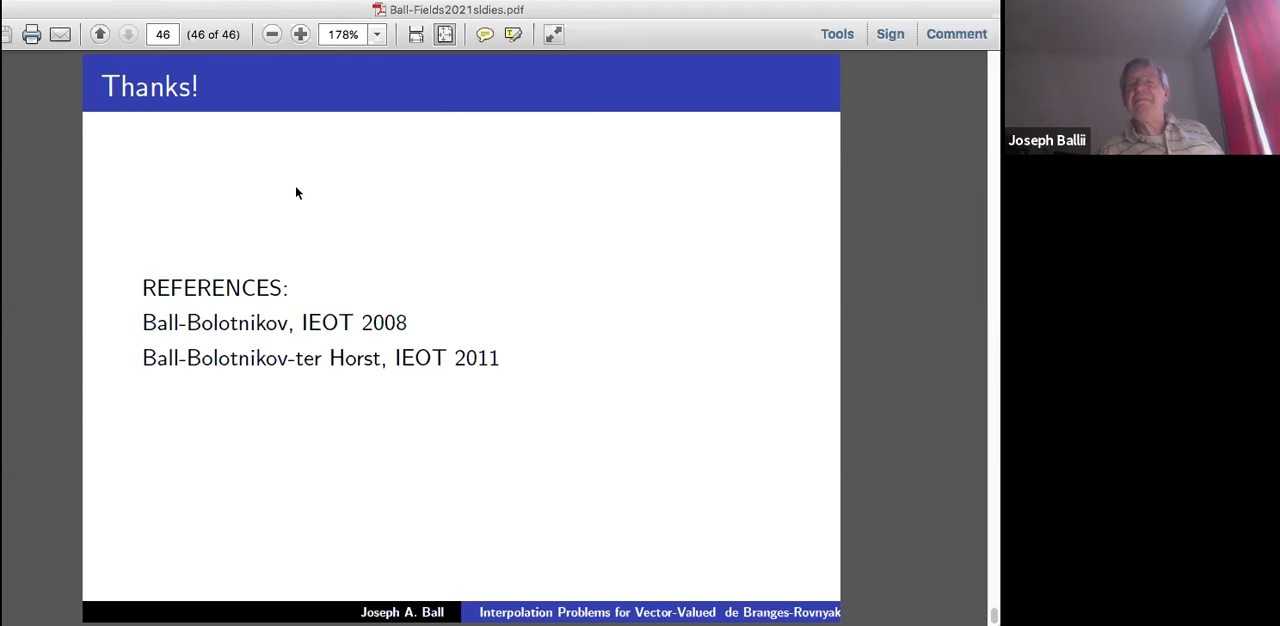 Ball-Fields2021sldies.pdf
46 (46 of 46) 178% Tools Sign Comment
Thanks!
Joseph Ballii
REFERENCES:
Ball-Bolotnikov, IEOT 2008
Ball-Bolotnikov-ter Horst, IEOT 2011
Joseph A. Ball Interpolation Problems for Vector-Valued de Branges-Rovnyak